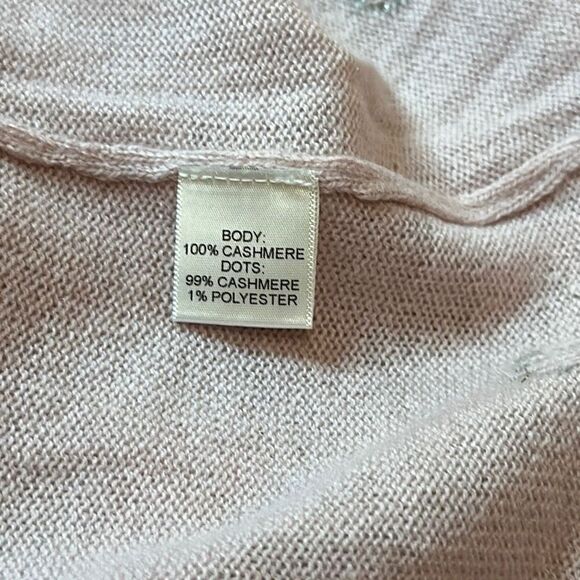 BODY:
100% CASHMERE
DOTS:
99% CASHMERE
1% POLYESTER